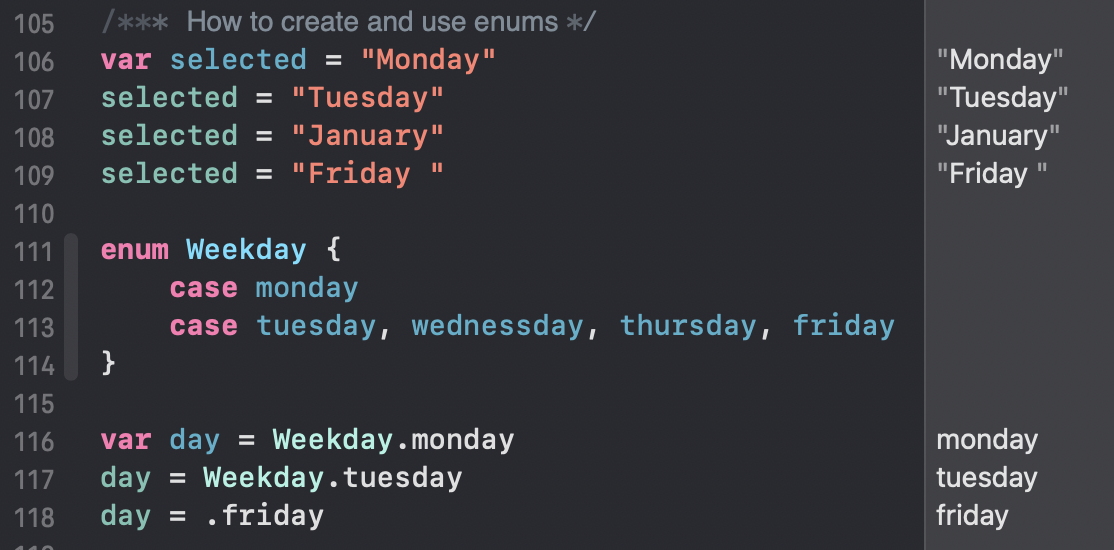 105 /*** How to create and use enums */
106 var selected = "Monday" "Monday"
107 selected = "Tuesday" "Tuesday"
108 selected = "January" "January"
109 selected = "Friday " "Friday "
110
111 enum Weekday {
112 case monday
113 case tuesday, wednessday, thursday, friday
114 }
115
116 var day = Weekday.monday monday
117 day = Weekday.tuesday tuesday
118 day = .friday friday